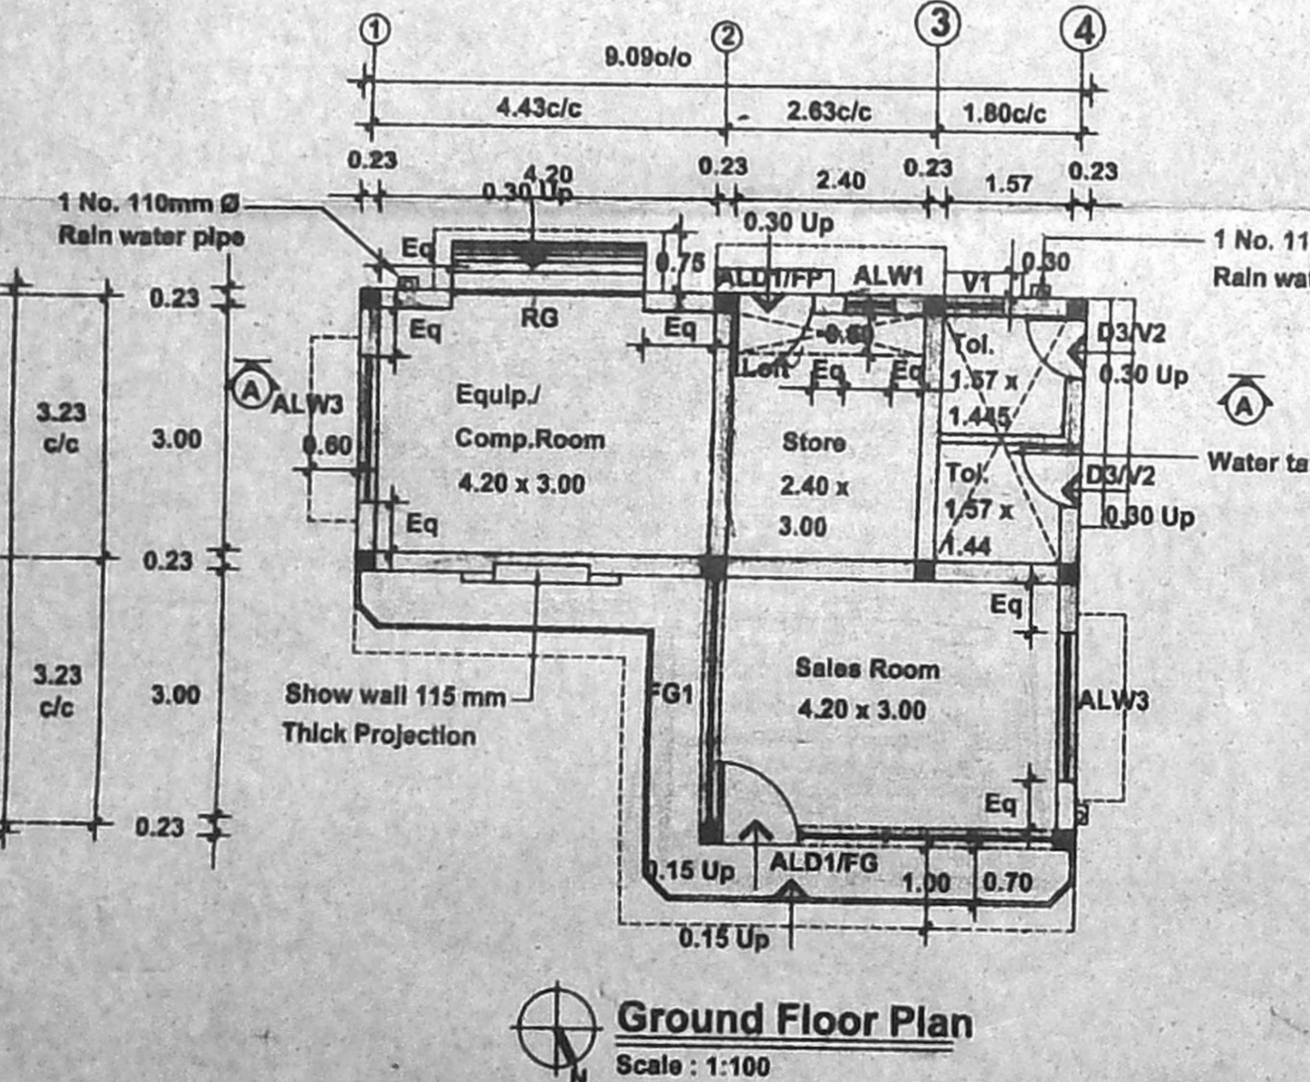 1
2
3
4
9.09o/o
4.43c/c
2.63c/c
1.80c/c
0.23
4.20
0.23
2.40
0.23
1.57
0.23
0.30 Up
1 No. 110mm Ø
Rain water pipe
0.30 Up
1 No. 11
Rain wa
Eq
0.75
ALD1/FP
ALW1
V1
0.30
0.23
Eq
RG
Eq
Tol.
1.57 x
1.445
D3/V2
0.30 Up
Loft
Eq
Eq
A
ALW3
0.60
3.23
c/c
3.00
Equip./
Comp.Room
4.20 x 3.00
Store
2.40 x
3.00
A
Water ta
Tol.
1.57 x
1.44
D3/V2
0.30 Up
Eq
0.23
Eq
3.23
c/c
3.00
Show wall 115 mm
Thick Projection
FG1
Sales Room
4.20 x 3.00
ALW3
Eq
0.23
0.15 Up
ALD1/FG
1.00
0.70
0.15 Up
N
Ground Floor Plan
Scale : 1:100